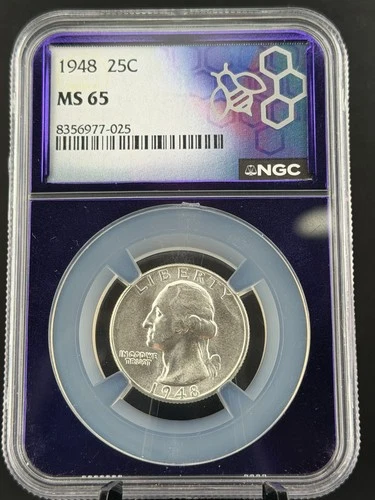 1948 25C
MS 65
8356977-025
NGC
LIBERTY
IN GOD WE
TRUST
1948